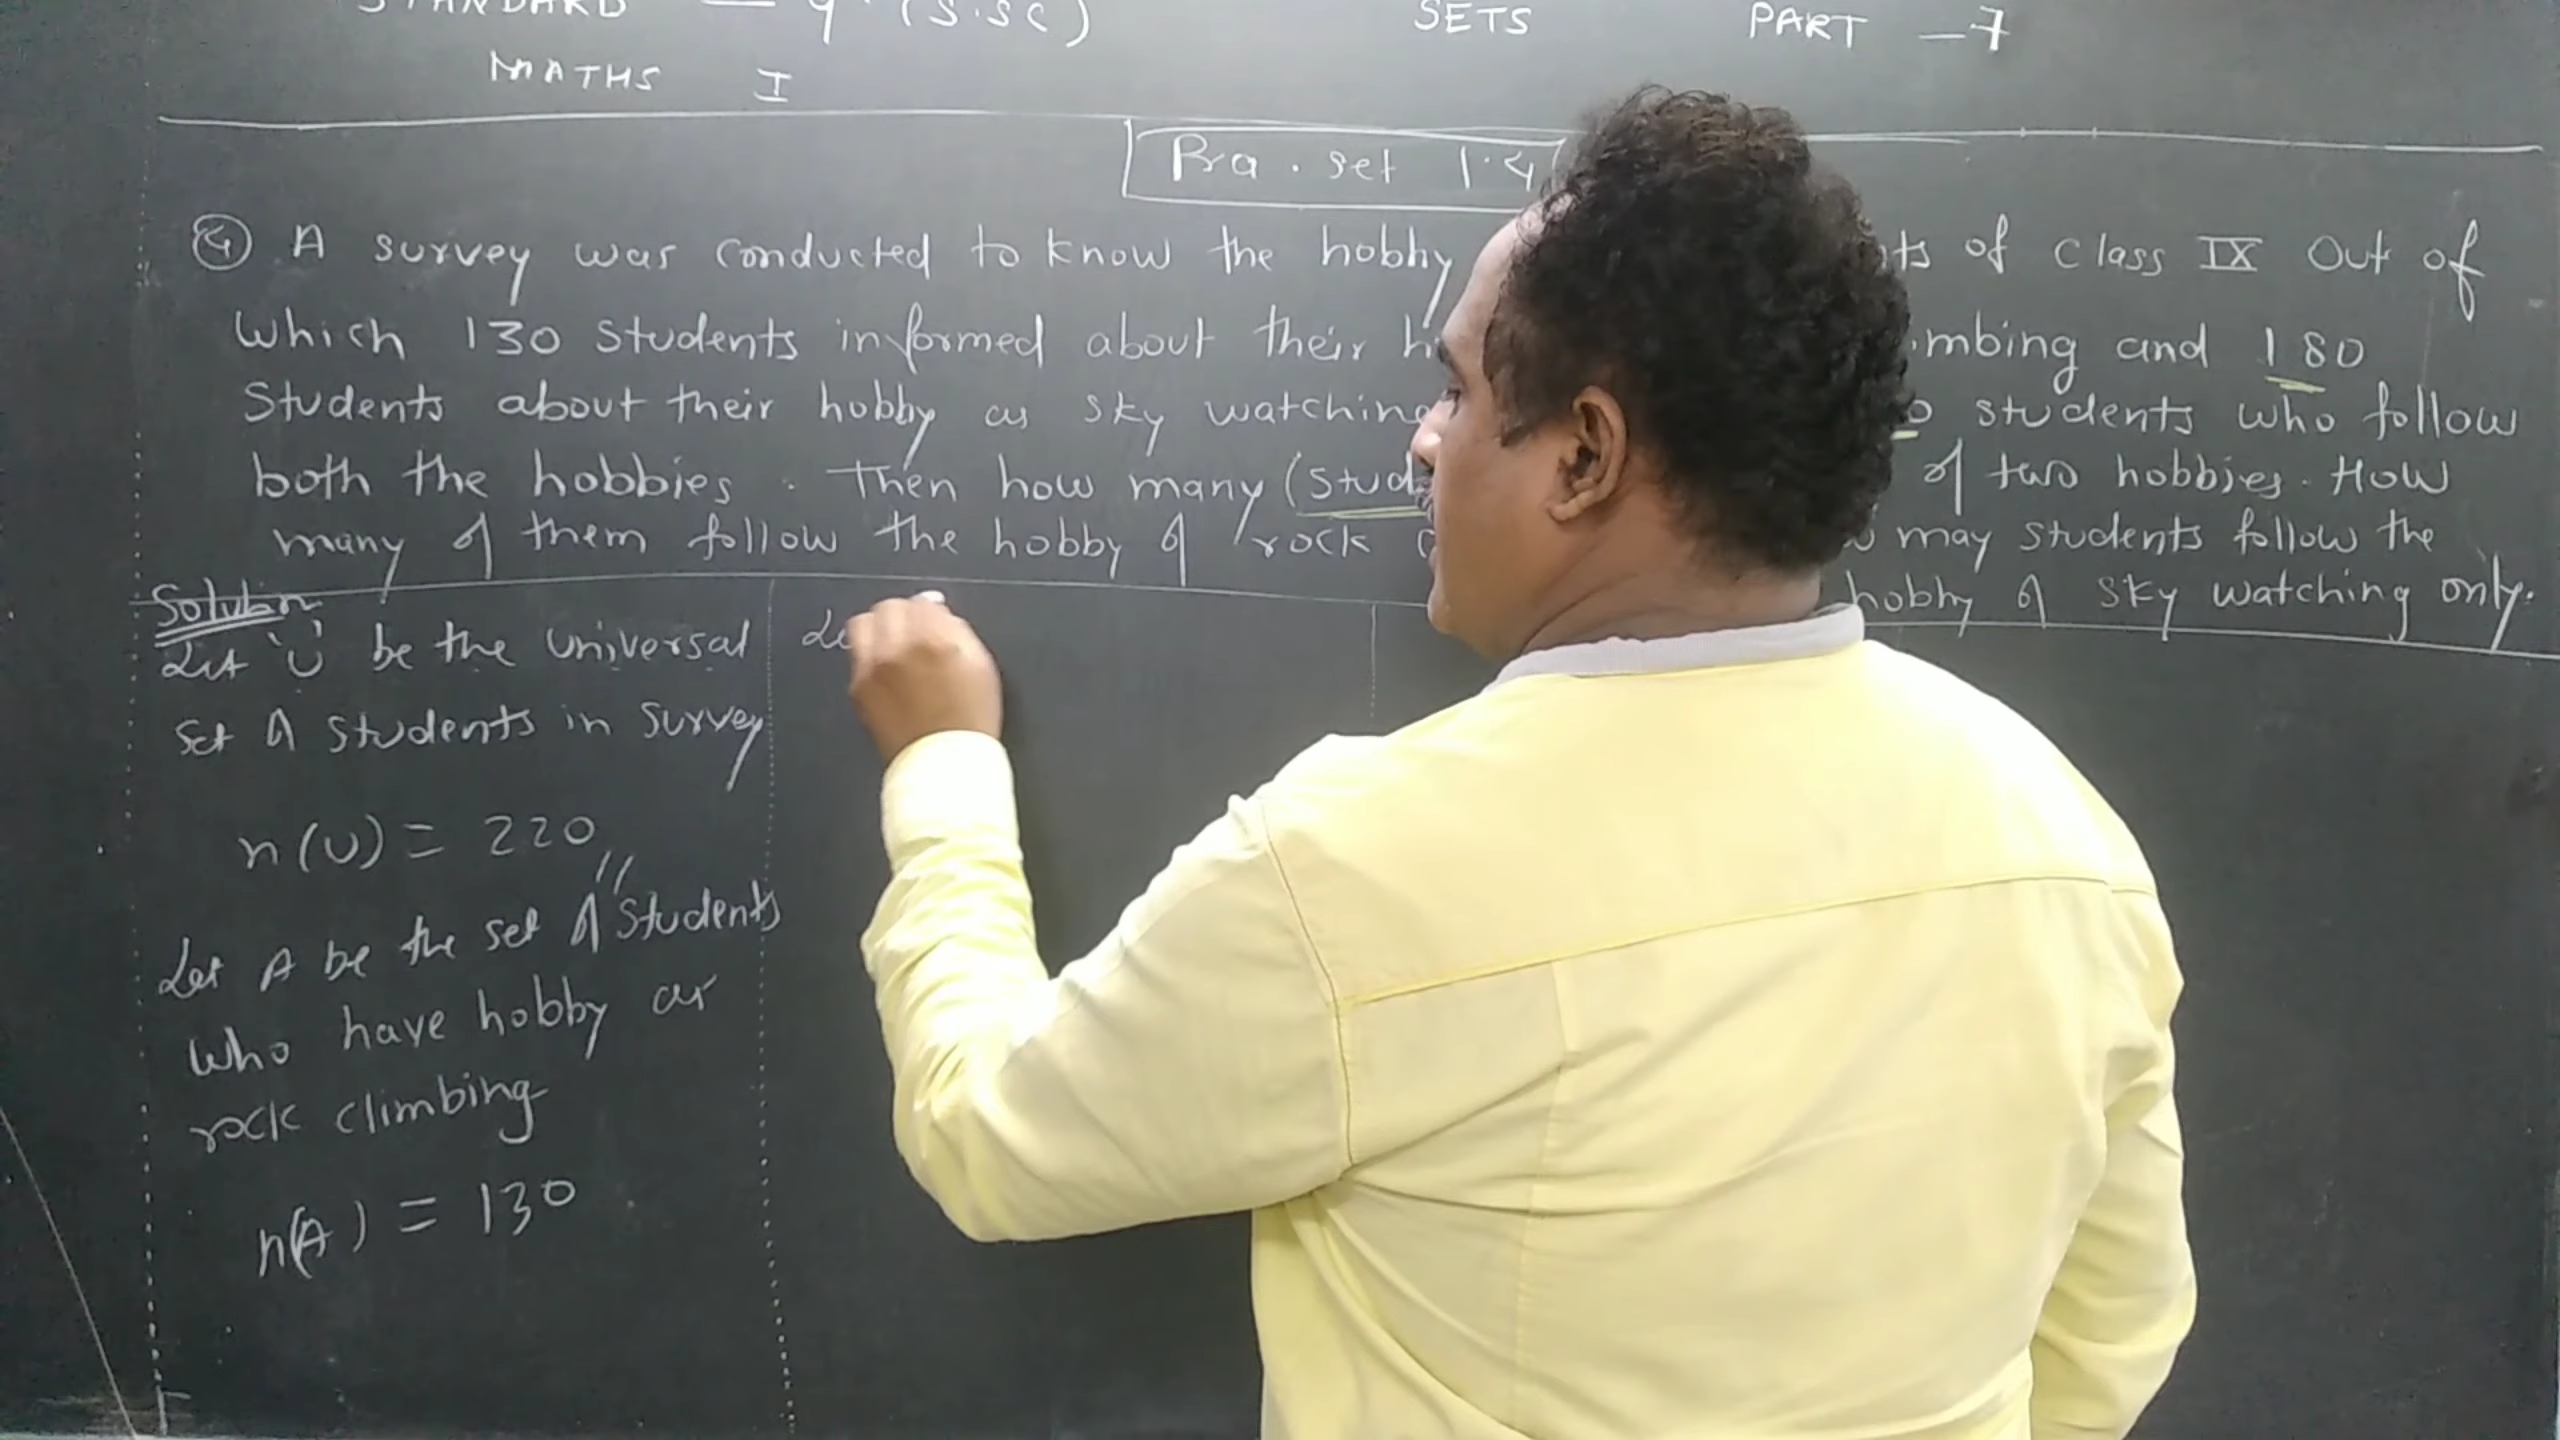 STANDARD — 9 (S.SC) SETS PART - 7
MATHS I
Pra. set 1.4
④ A survey was conducted to know the hobby of class IX Out of
which 130 students informed about their and 180
students about their hobby as sky watching students who follow
both the hobbies. Then how many ( of two hobbies. How
many of them follow the hobby of rock may students follow the
hobby of sky watching only.
Solution
Let 'U' be the universal
set of students in survey
n(U) = 220
Let A be the set of students
who have hobby as
rock climbing
n(A) = 130